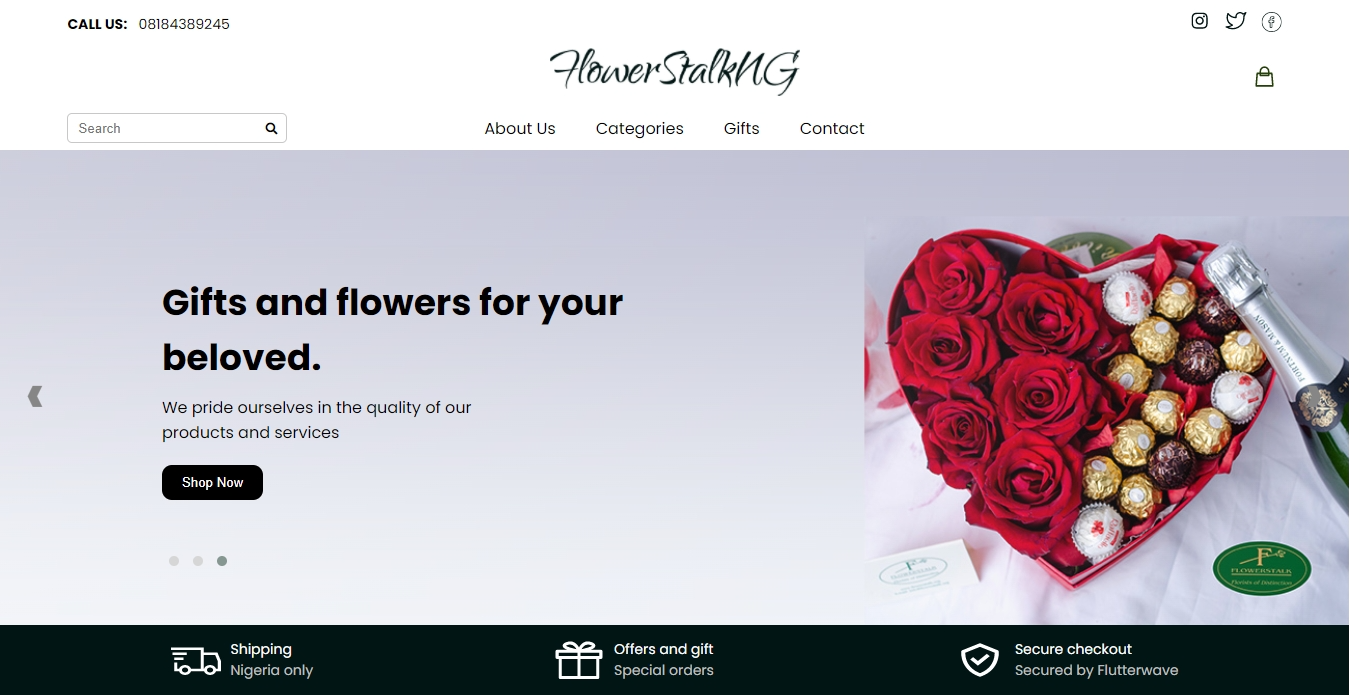 CALL US: 08184389245
FlowerStalkNG
Search
About Us Categories Gifts Contact
Gifts and flowers for your
beloved.
We pride ourselves in the quality of our
products and services
Shop Now
FORTNUM & MASON
F
FLOWERSTALK
Florists of Distinction
Shipping
Nigeria only
Offers and gift
Special orders
Secure checkout
Secured by Flutterwave